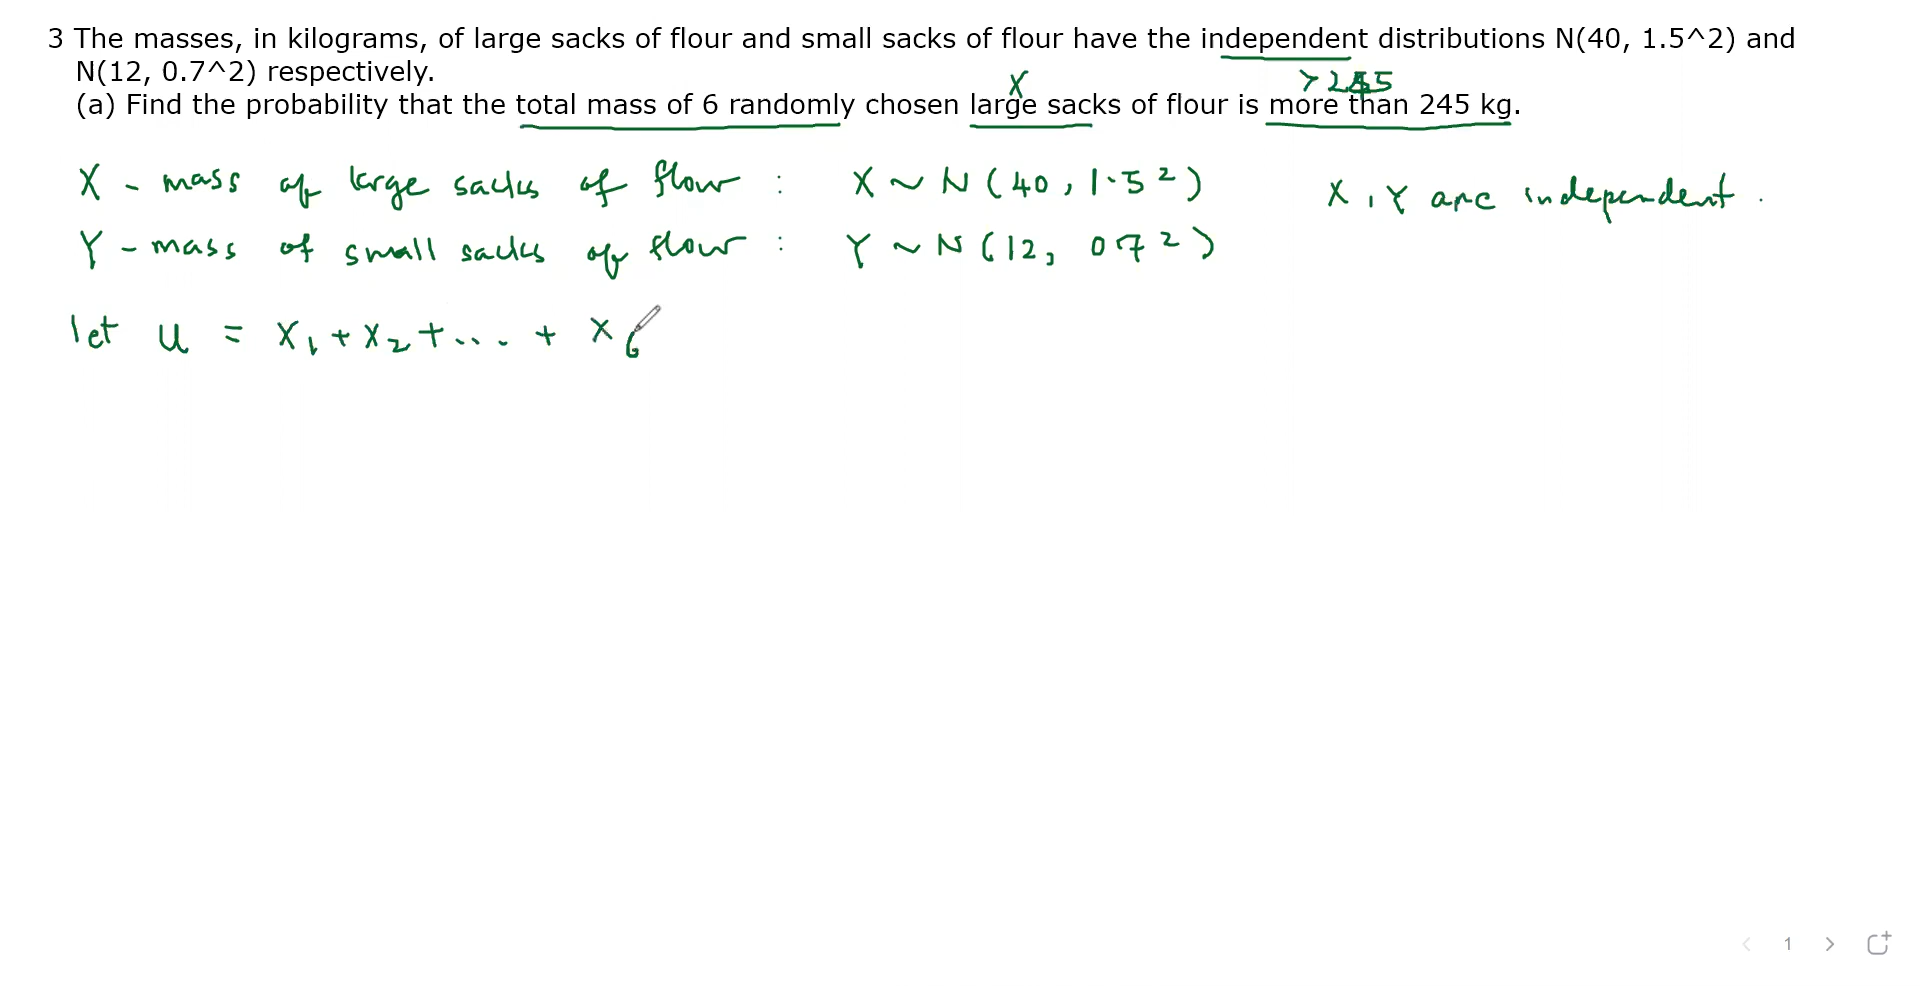 3 The masses, in kilograms, of large sacks of flour and small sacks of flour have the independent distributions N(40, 1.5^2) and
N(12, 0.7^2) respectively.
X > 245
(a) Find the probability that the total mass of 6 randomly chosen large sacks of flour is more than 245 kg.
X - mass of large sacks of flour : X ~ N(40, 1.5²) X, Y are independent.
Y - mass of small sacks of flour : Y ~ N(12, 0.7²)
let U = X₁ + X₂ + ... + X₆
1